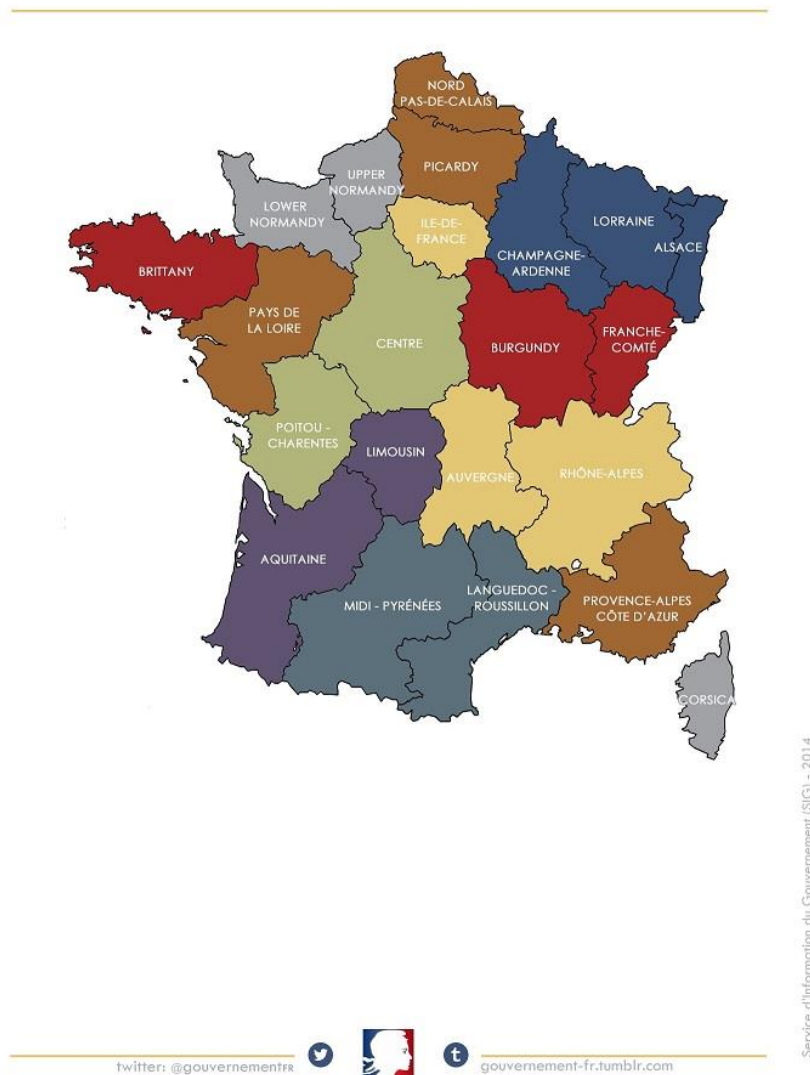 NORD
PAS-DE-CALAIS
PICARDY
UPPER
NORMANDY
LOWER
NORMANDY
ILE-DE-
FRANCE
CHAMPAGNE-
ARDENNE
LORRAINE
ALSACE
BRITTANY
PAYS DE
LA LOIRE
CENTRE
BURGUNDY
FRANCHE-
COMTÉ
POITOU -
CHARENTES
LIMOUSIN
AUVERGNE
RHÔNE-ALPES
AQUITAINE
MIDI - PYRÉNÉES
LANGUEDOC -
ROUSSILLON
PROVENCE-ALPES
CÔTE D'AZUR
CORSICA
Service d'Information du Gouvernement (SIG) - 2014
twitter: @gouvernementFR
t
gouvernement-fr.tumblr.com